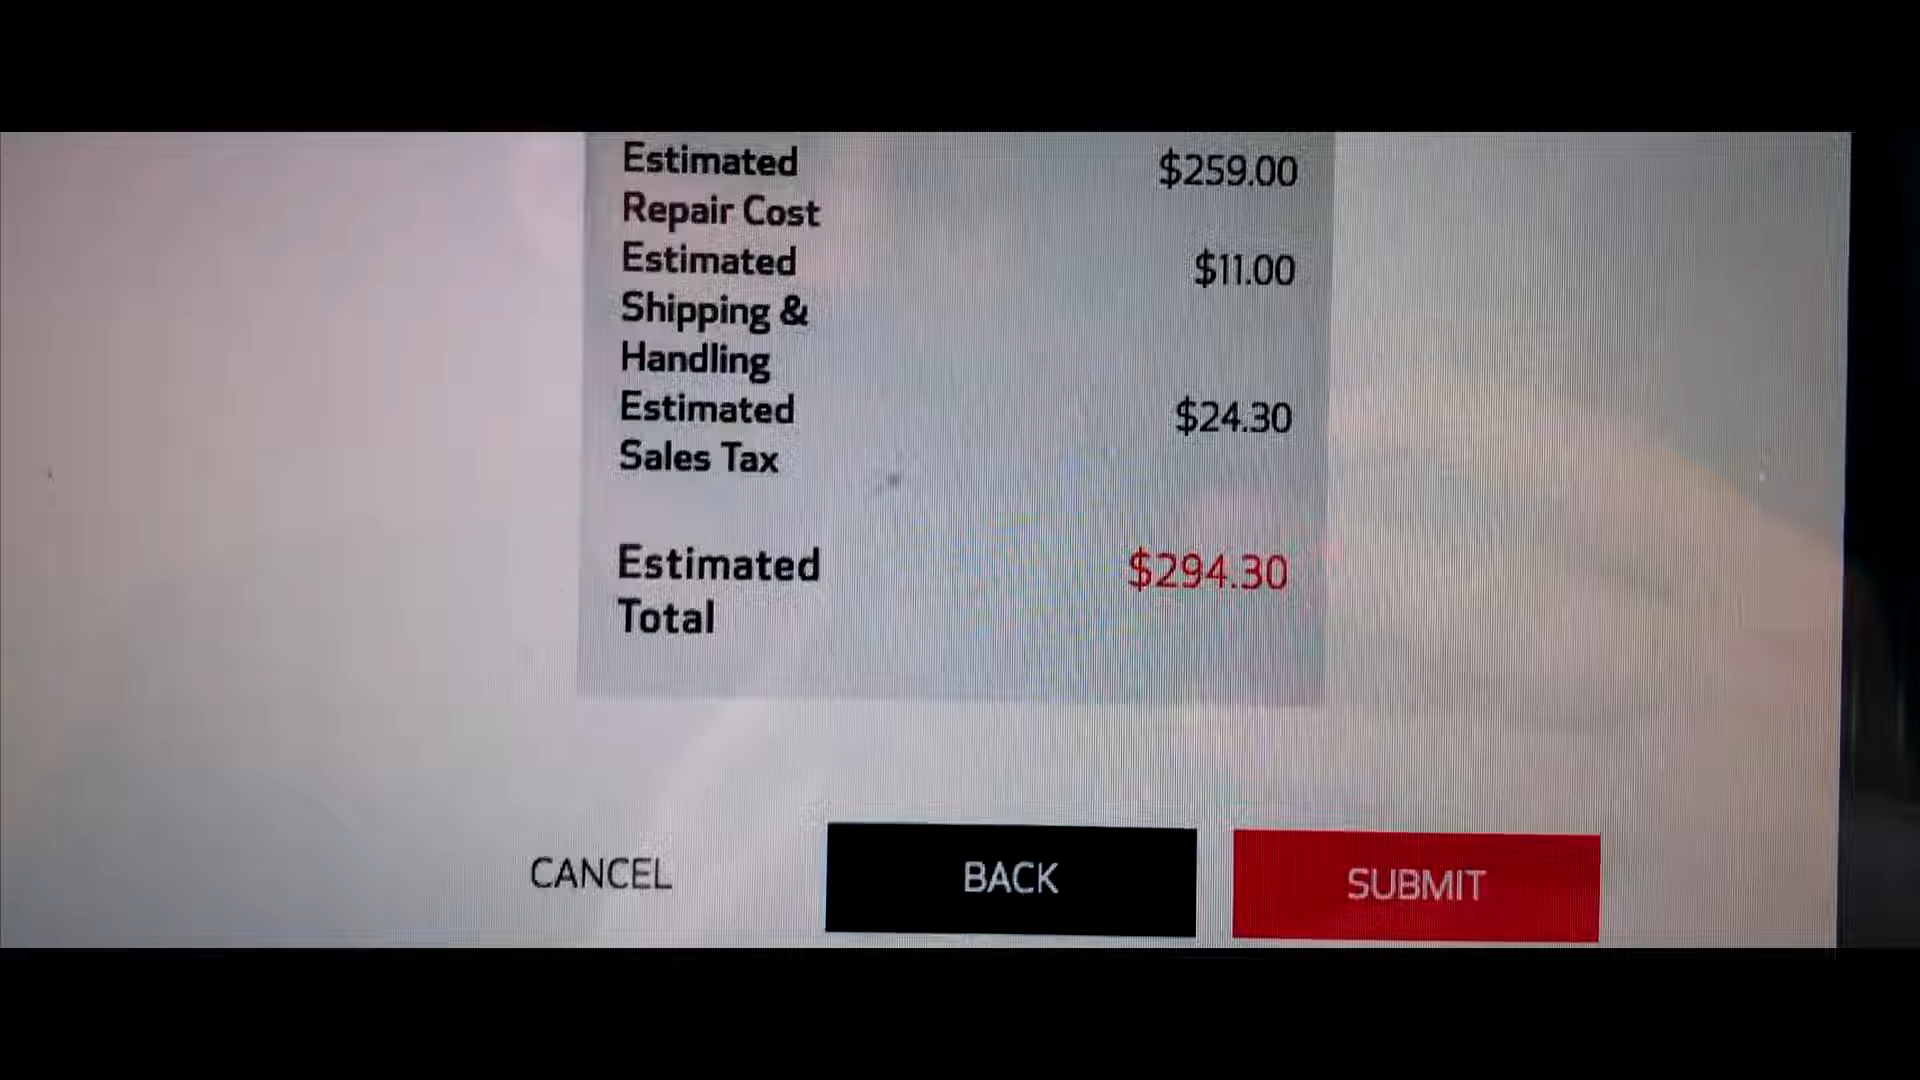 Estimated $259.00
Repair Cost
Estimated $11.00
Shipping &
Handling
Estimated $24.30
Sales Tax
Estimated $294.30
Total
CANCEL BACK SUBMIT